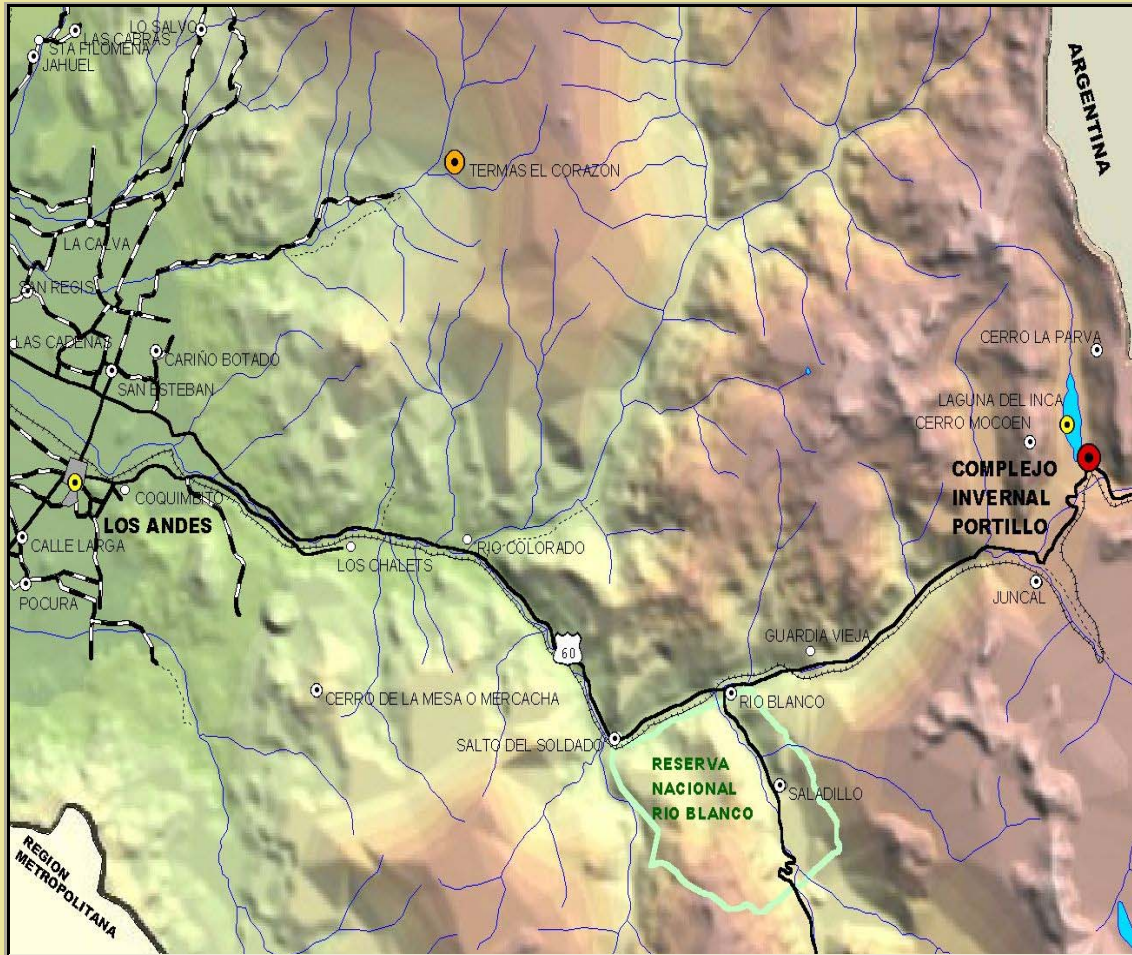 LO SALVO
LAS CABRAS
STA FILOMENA
JAHUEL
ARGENTINA
TERMAS EL CORAZON
LA CALVA
SAN REGIS
LAS CADENAS
CARIÑO BOTADO
SAN ESTEBAN
CERRO LA PARVA
LAGUNA DEL INCA
CERRO MOCOEN
COMPLEJO
INVERNAL
PORTILLO
COQUIMBITO
LOS ANDES
CALLE LARGA
LOS CHALETS
RIO COLORADO
POCURA
JUNCAL
GUARDIA VIEJA
60
CERRO DE LA MESA O MERCACHA
RIO BLANCO
SALTO DEL SOLDADO
RESERVA
NACIONAL
RIO BLANCO
SALADILLO
REGION
METROPOLITANA